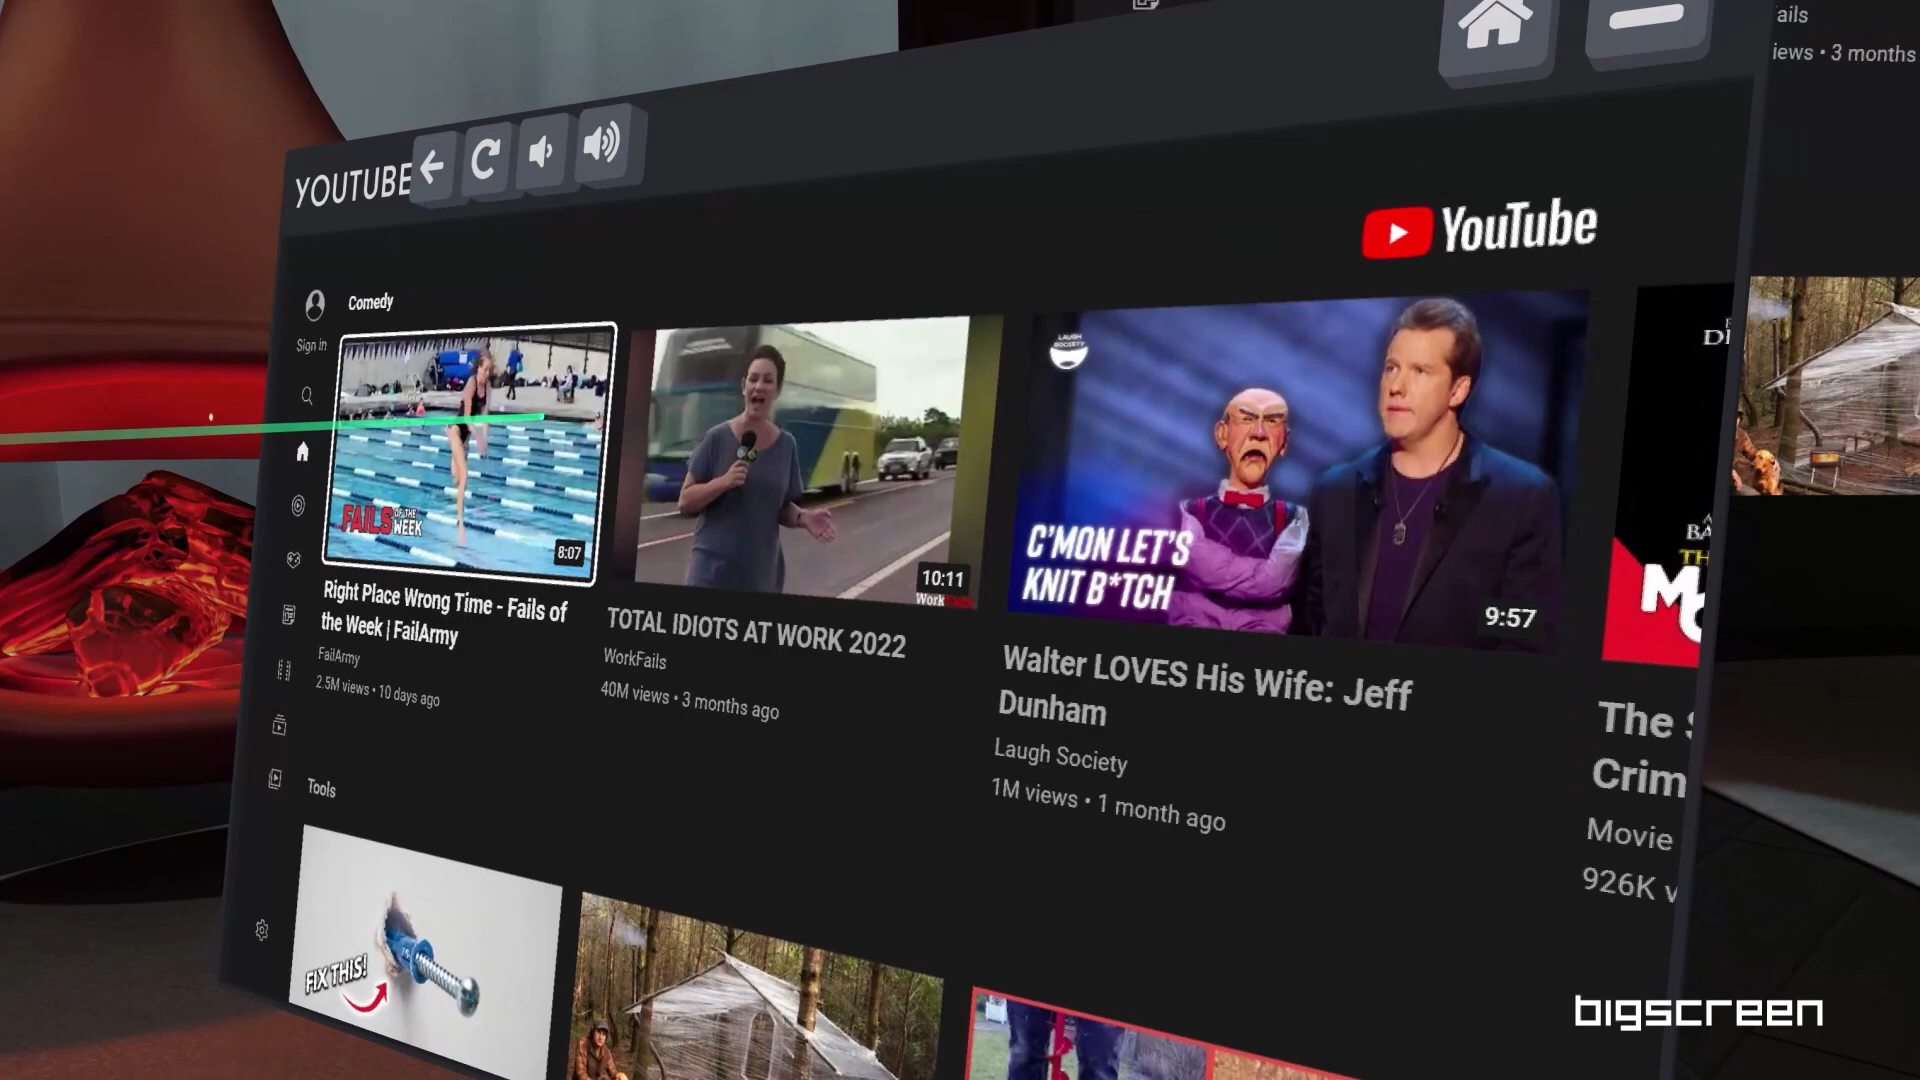 ails
iews • 3 months
YOUTUBE
YouTube
Comedy
Sign in
FAILS OF THE WEEK
8:07
10:11
Work
LAUGH SOCIETY
C'MON LET'S
KNIT B*TCH
9:57
Right Place Wrong Time - Fails of
the Week | FailArmy
FailArmy
2.5M views • 10 days ago
TOTAL IDIOTS AT WORK 2022
WorkFails
40M views • 3 months ago
Walter LOVES His Wife: Jeff
Dunham
Laugh Society
1M views • 1 month ago
The
Crim
Movie
926K v
Tools
FIX THIS!
bigscreen